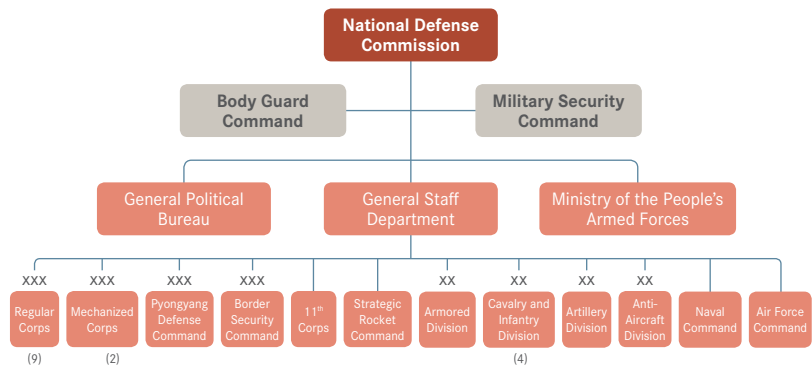 National Defense
Commission
Body Guard
Command
Military Security
Command
General Political
Bureau
General Staff
Department
Ministry of the People's
Armed Forces
XXX XXX XXX XXX XX XX XX XX
Regular
Corps
Mechanized
Corps
Pyongyang
Defense
Command
Border
Security
Command
11th
Corps
Strategic
Rocket
Command
Armored
Division
Cavalry and
Infantry
Division
Artillery
Division
Anti-
Aircraft
Division
Naval
Command
Air Force
Command
(9) (2) (4)